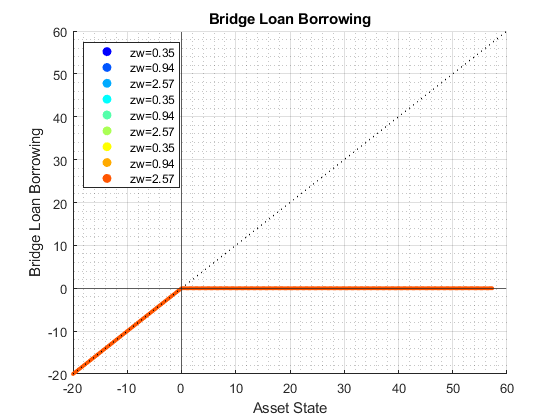 Bridge Loan Borrowing
60
50
40
30
20
10
0
-10
-20
Bridge Loan Borrowing
zw=0.35
zw=0.94
zw=2.57
zw=0.35
zw=0.94
zw=2.57
zw=0.35
zw=0.94
zw=2.57
-20 -10 0 10 20 30 40 50 60
Asset State